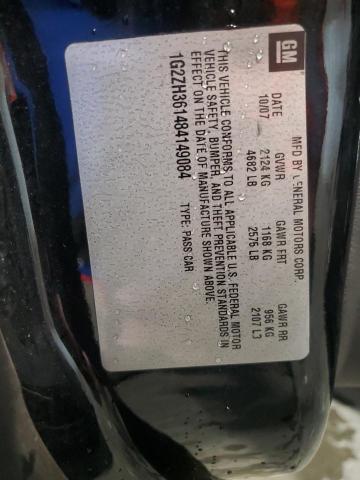 GM
MFD BY GENERAL MOTORS CORP.
DATE GVWR GAWR FRT GAWR RR
10/07 2124 KG 1168 KG 956 KG
4682 LB 2576 LB 2107 LB
THIS VEHICLE CONFORMS TO ALL APPLICABLE U.S. FEDERAL MOTOR
VEHICLE SAFETY, BUMPER, AND THEFT PREVENTION STANDARDS IN
EFFECT ON THE DATE OF MANUFACTURE SHOWN ABOVE.
1G2ZH361484149084 TYPE: PASS CAR